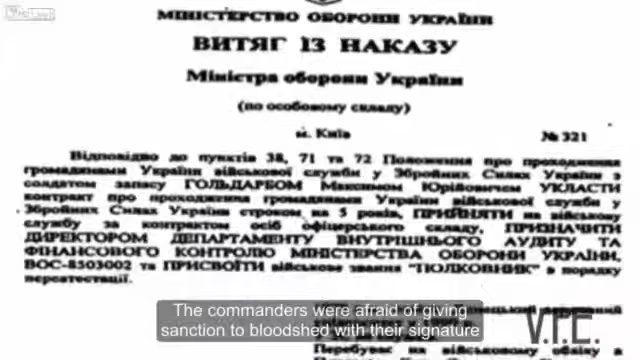 МІНІСТЕРСТВО ОБОРОНИ УКРАЇНИ
ВИТЯГ ІЗ НАКАЗУ
Міністра оборони України
(по особовому складу)
м. Київ № 321
Відповідно до пунктів 38, 71 та 72 Положення про проходження
громадянами України військової служби у Збройних Силах України з
солдатом запасу ГОЛЬДАРБОМ Максимом Юрійовичем УКЛАСТИ
контракт про проходження громадянами України військової служби у
Збройних Силах України строком на 5 років, ПРИЙНЯТИ на військову
службу за контрактом осіб офіцерського складу, ПРИЗНАЧИТИ
ДИРЕКТОРОМ ДЕПАРТАМЕНТУ ВНУТРІШНЬОГО АУДИТУ ТА
ФІНАНСОВОГО КОНТРОЛЮ МІНІСТЕРСТВА ОБОРОНИ УКРАЇНИ,
ВОС-8503002 та ПРИСВОЇТИ військове звання "ПОЛКОВНИК" в порядку
переатестації.
The commanders were afraid of giving
sanction to bloodshed with their signature
V.I.E.
Перебуває на військовому обліку в